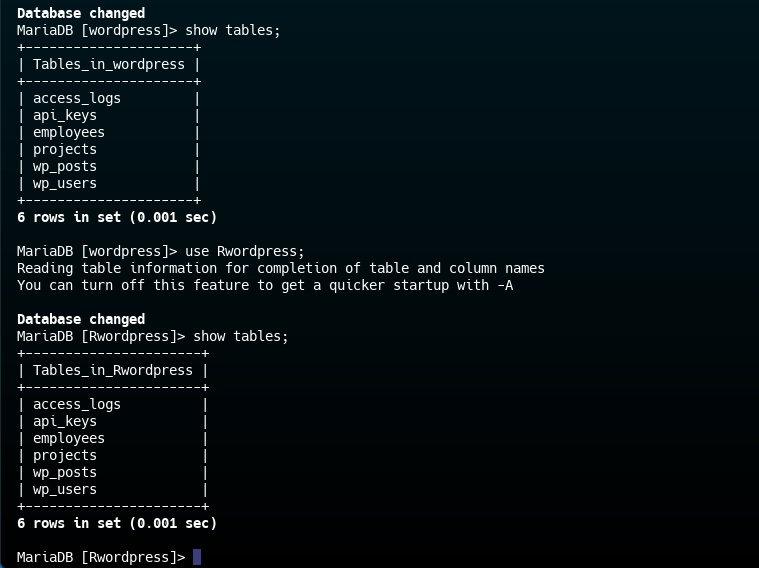 Database changed
MariaDB [wordpress]> show tables;
+---------------------+
| Tables_in_wordpress |
+---------------------+
| access_logs         |
| api_keys            |
| employees           |
| projects            |
| wp_posts            |
| wp_users            |
+---------------------+
6 rows in set (0.001 sec)

MariaDB [wordpress]> use Rwordpress;
Reading table information for completion of table and column names
You can turn off this feature to get a quicker startup with -A

Database changed
MariaDB [Rwordpress]> show tables;
+----------------------+
| Tables_in_Rwordpress |
+----------------------+
| access_logs          |
| api_keys             |
| employees            |
| projects             |
| wp_posts             |
| wp_users             |
+----------------------+
6 rows in set (0.001 sec)

MariaDB [Rwordpress]>